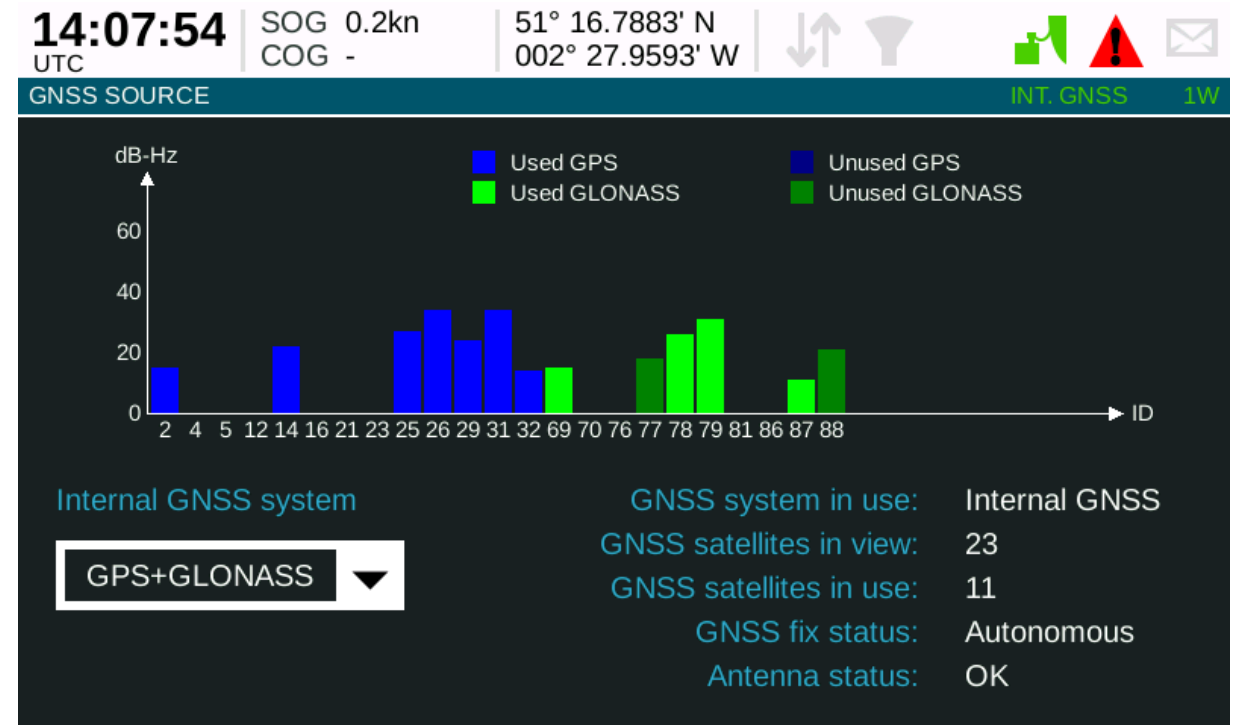 14:07:54
UTC
SOG 0.2kn
COG -
51° 16.7883' N
002° 27.9593' W
GNSS SOURCE
INT. GNSS 1W
dB-Hz
Used GPS
Unused GPS
Used GLONASS
Unused GLONASS
60
40
20
0
ID
2 4 5 12 14 16 21 23 25 26 29 31 32 69 70 76 77 78 79 81 86 87 88
Internal GNSS system
GPS+GLONASS
GNSS system in use: Internal GNSS
GNSS satellites in view: 23
GNSS satellites in use: 11
GNSS fix status: Autonomous
Antenna status: OK